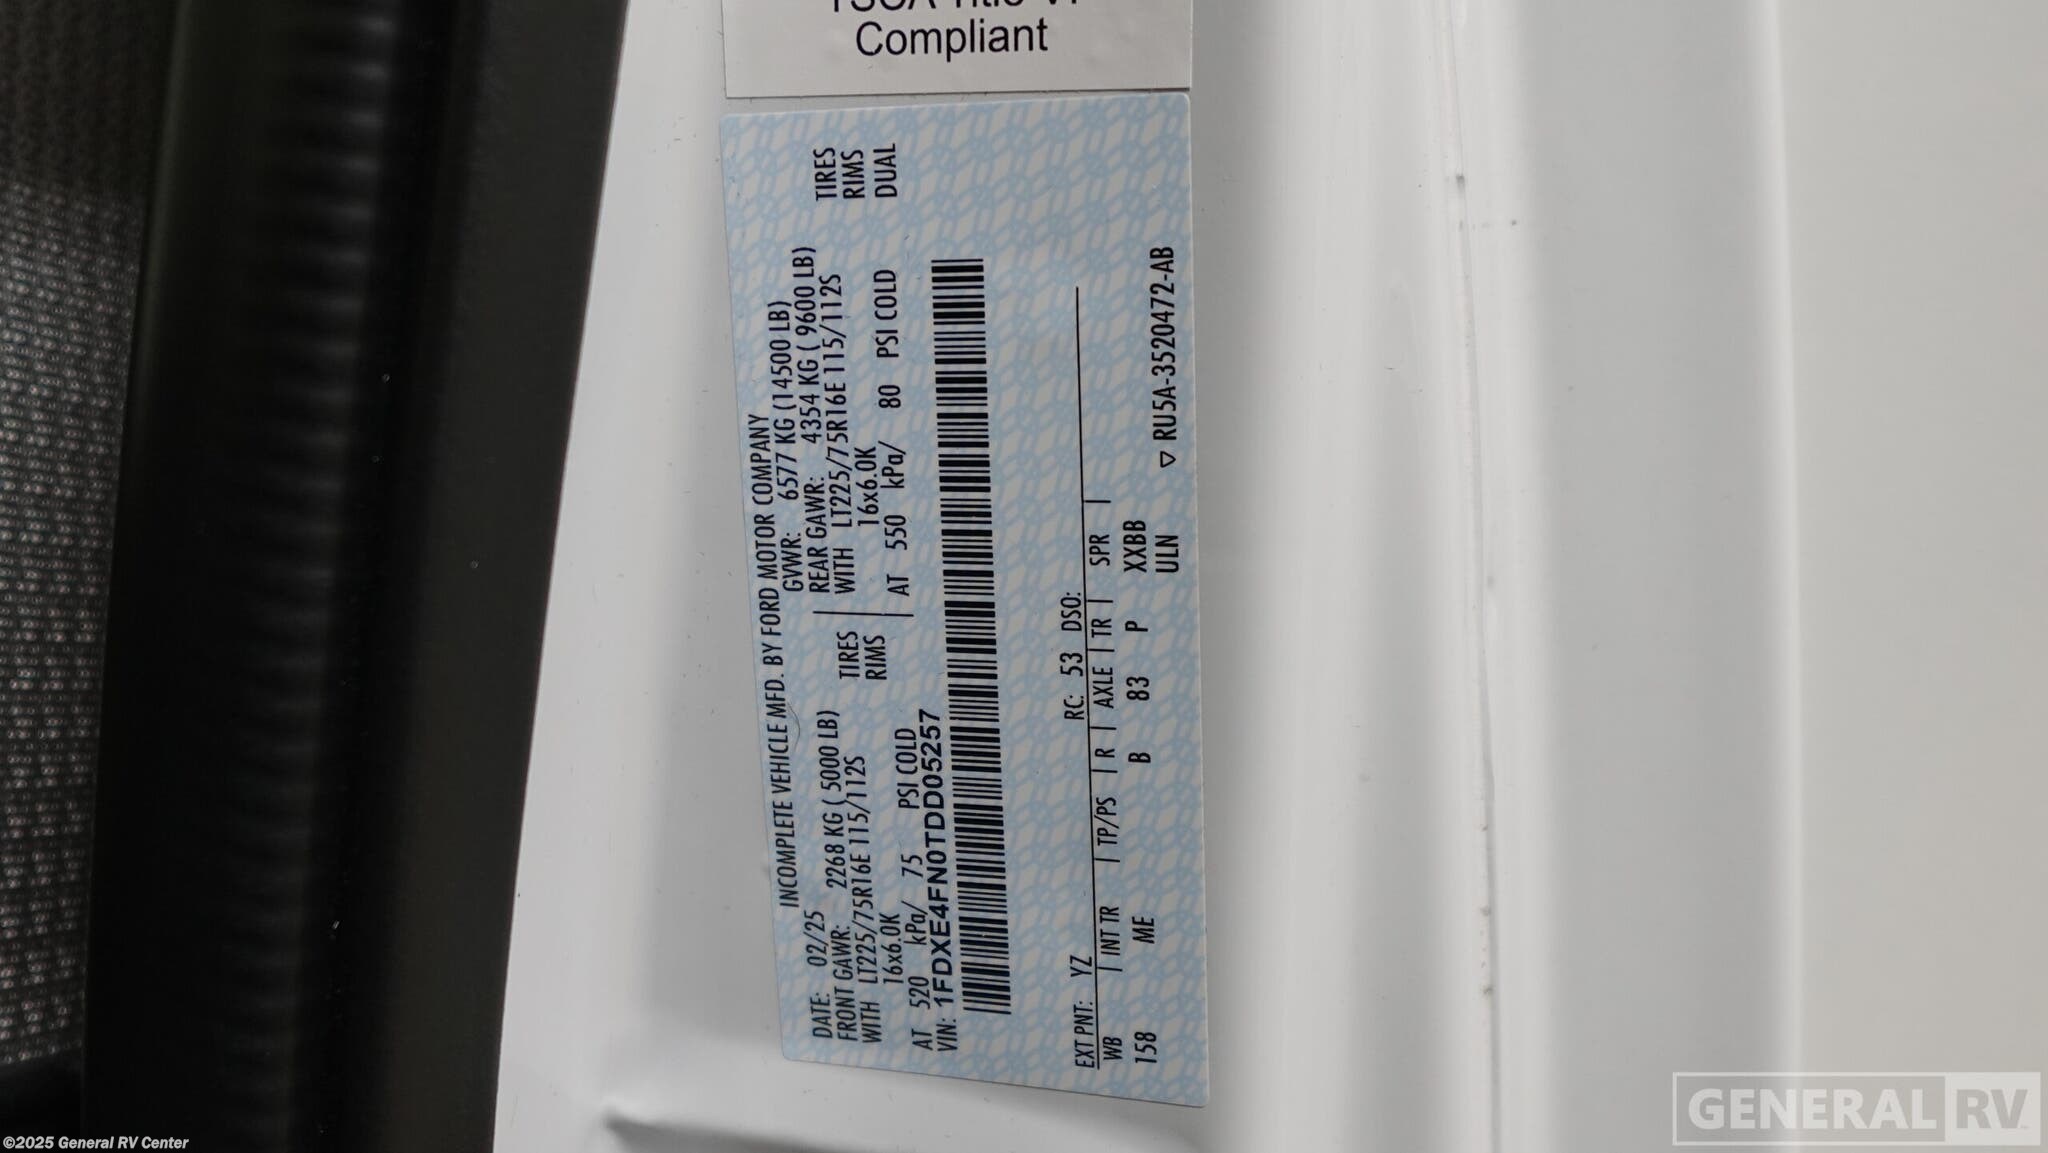 Compliant
INCOMPLETE VEHICLE MFD. BY FORD MOTOR COMPANY
DATE: 02/25 GVWR: 6577 KG (14500 LB)
FRONT GAWR: 2268 KG ( 5000 LB) REAR GAWR: 4354 KG ( 9600 LB)
WITH LT225/75R16E 115/112S TIRES WITH LT225/75R16E 115/112S TIRES
16x6.0K RIMS 16x6.0K RIMS
AT 520 kPa/ 75 PSI COLD AT 550 kPa/ 80 PSI COLD DUAL
VIN: 1FDXE4FN0TDD05257
EXT PNT: YZ RC: 53 DSO:
WB | INT TR | TP/PS | R | AXLE | TR | SPR |
158 ME B 83 P XXBB
ULN ▽ RU5A-3520472-AB
GENERAL RV
©2025 General RV Center